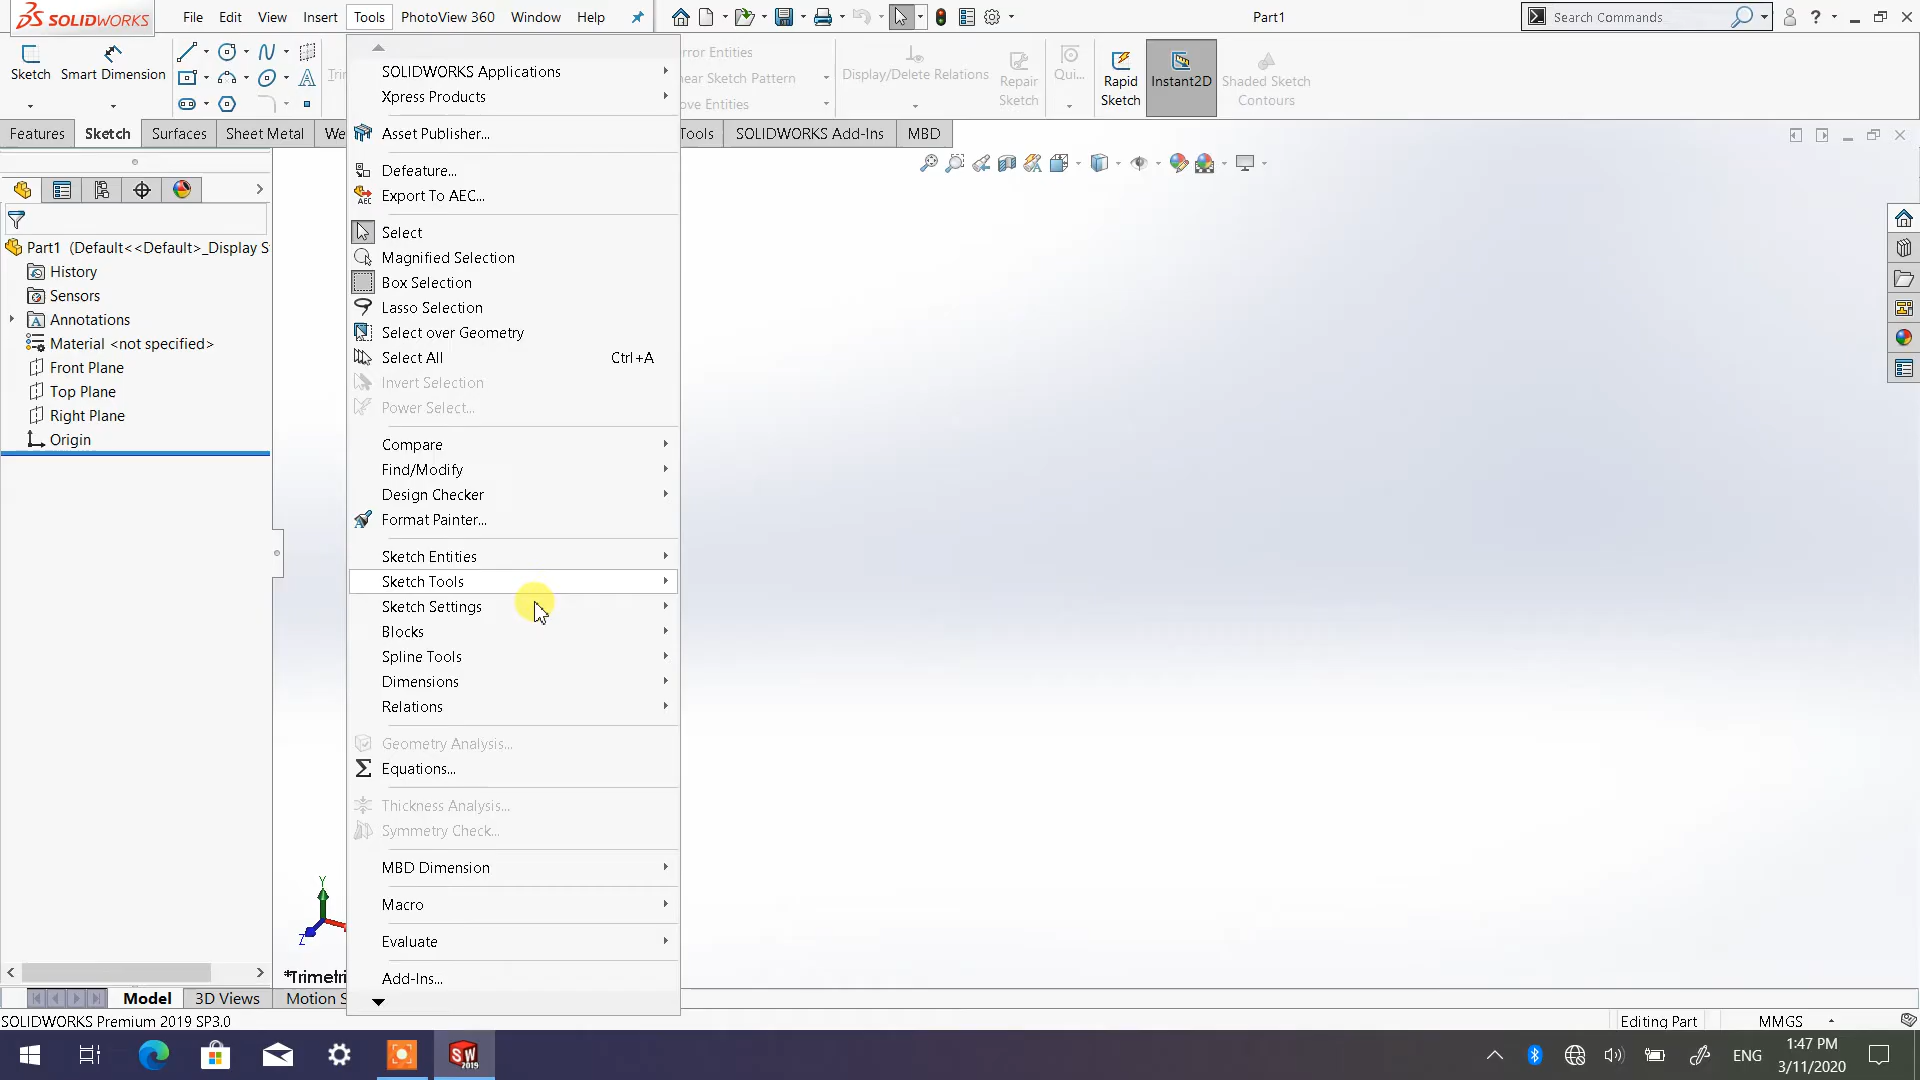 SOLIDWORKS File Edit View Insert Tools PhotoView 360 Window Help Part1 Search Commands
Sketch Smart Dimension
Display/Delete Relations Repair Sketch Qui... Rapid Sketch Instant2D Shaded Sketch Contours
Features Sketch Surfaces Sheet Metal We Tools SOLIDWORKS Add-Ins MBD
Part1 (Default<<Default>_Display S
History
Sensors
Annotations
Material <not specified>
Front Plane
Top Plane
Right Plane
Origin
SOLIDWORKS Applications
Xpress Products
Asset Publisher...
Defeature...
Export To AEC...
Select
Magnified Selection
Box Selection
Lasso Selection
Select over Geometry
Select All Ctrl+A
Invert Selection
Power Select...
Compare
Find/Modify
Design Checker
Format Painter...
Sketch Entities
Sketch Tools
Sketch Settings
Blocks
Spline Tools
Dimensions
Relations
Geometry Analysis...
Equations...
Thickness Analysis...
Symmetry Check...
MBD Dimension
Macro
Evaluate
Add-Ins...
Y
Z
*Trimetri
Model 3D Views Motion S
SOLIDWORKS Premium 2019 SP3.0 Editing Part MMGS
ENG 1:47 PM
3/11/2020